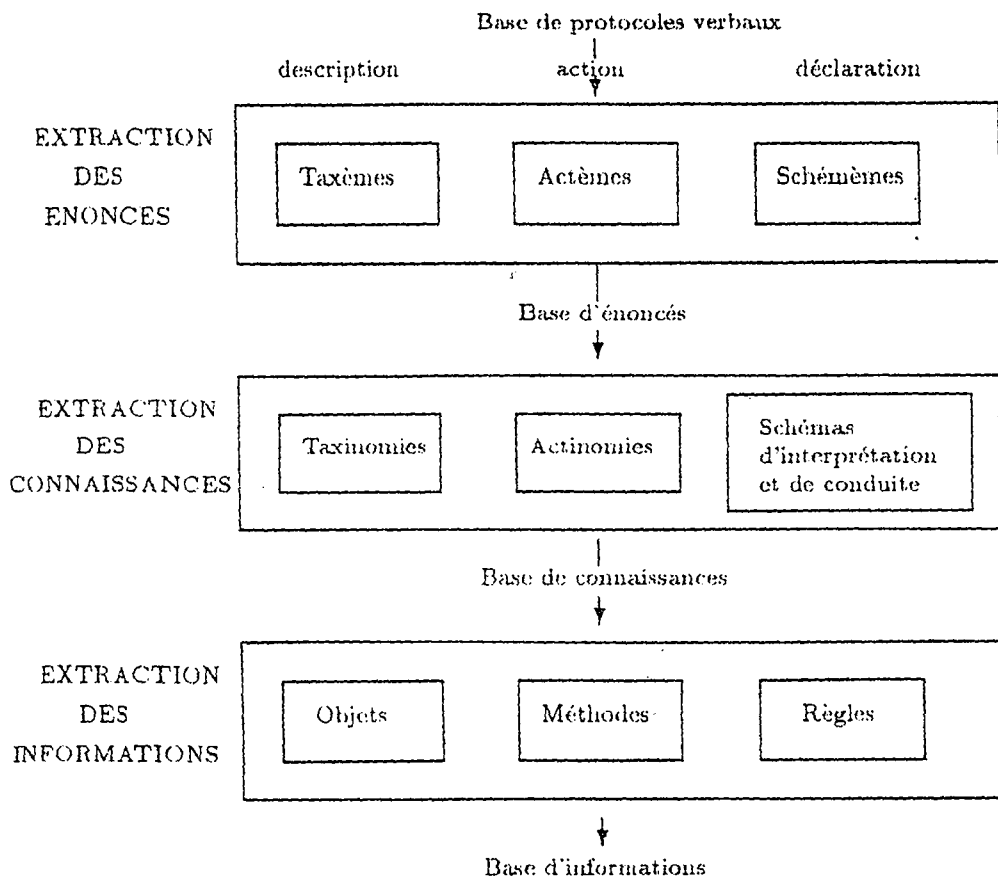 Base de protocoles verbaux
description action déclaration
EXTRACTION
DES
ENONCES
Taxèmes Actèmes Schémèmes
Base d'énoncés
EXTRACTION
DES
CONNAISSANCES
Taxinomies Actinomies
Schémas
d'interprétation
et de conduite
Base de connaissances
EXTRACTION
DES
INFORMATIONS
Objets Méthodes Règles
Base d'informations